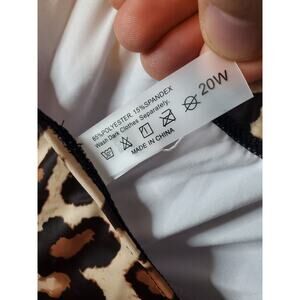 85%POLYESTER, 15%SPANDEX
Wash Dark Clothes Separately.
MADE IN CHINA
20W